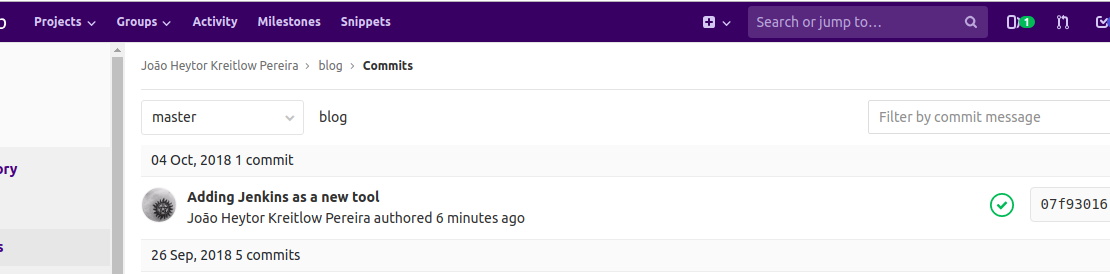 Projects Groups Activity Milestones Snippets Search or jump to… 1
João Heytor Kreitlow Pereira > blog > Commits
master blog Filter by commit message
04 Oct, 2018 1 commit
Adding Jenkins as a new tool
João Heytor Kreitlow Pereira authored 6 minutes ago
07f93016
26 Sep, 2018 5 commits